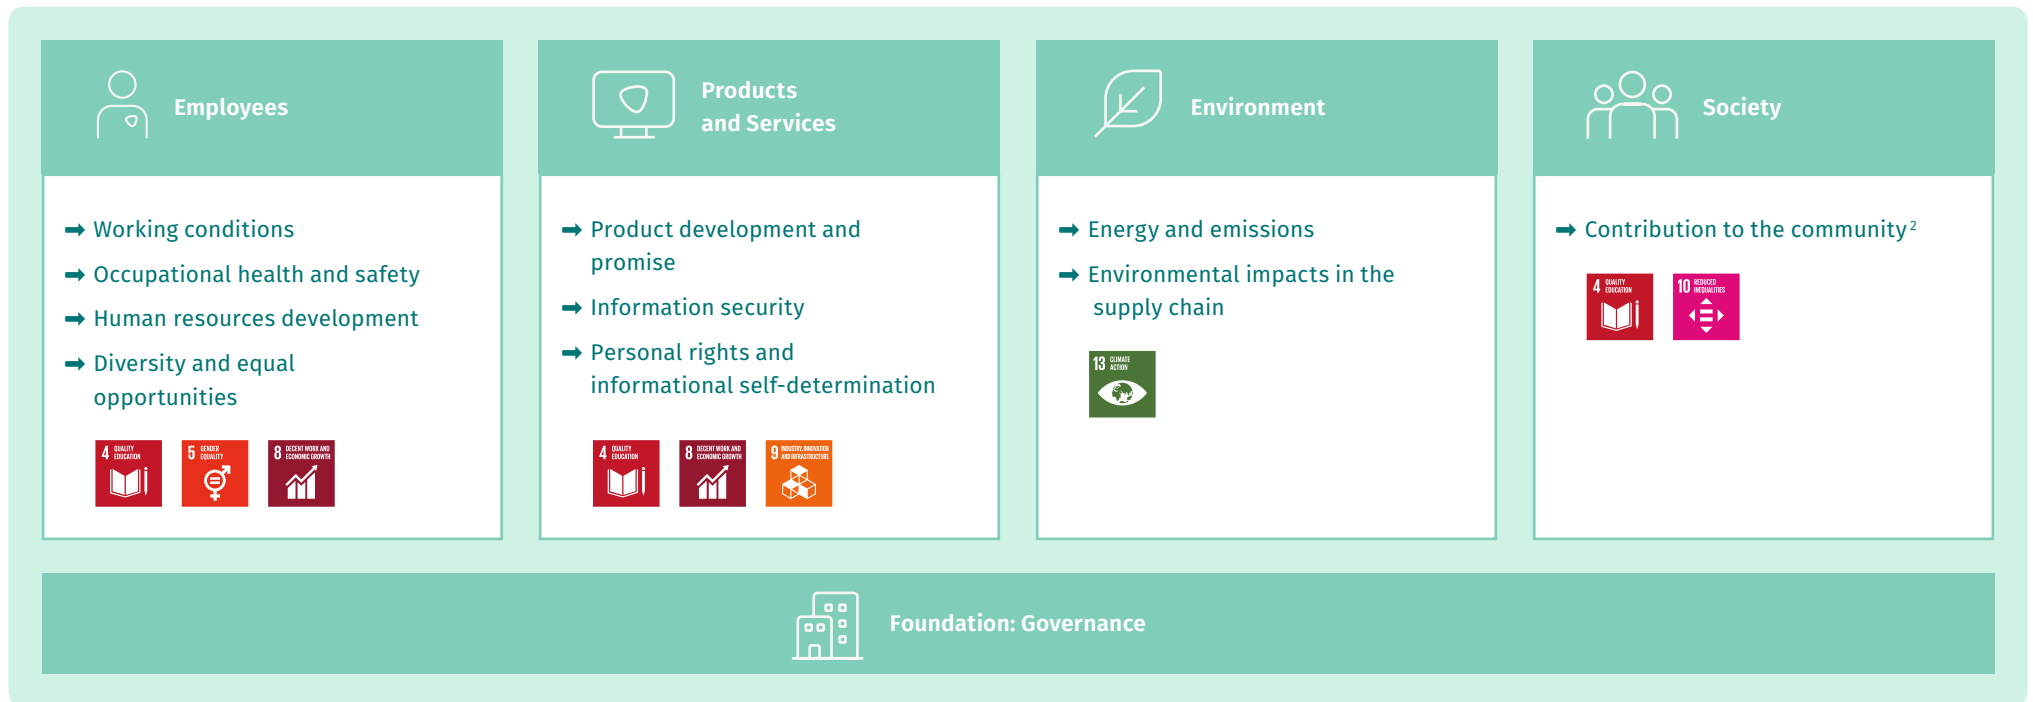 Employees
Working conditions
Occupational health and safety
Human resources development
Diversity and equal
opportunities
4 QUALITY
EDUCATION
5 GENDER
EQUALITY
8 DECENT WORK AND
ECONOMIC GROWTH
Products
and Services
Product development and
promise
Information security
Personal rights and
informational self-determination
4 QUALITY
EDUCATION
8 DECENT WORK AND
ECONOMIC GROWTH
9 INDUSTRY, INNOVATION
AND INFRASTRUCTURE
Environment
Energy and emissions
Environmental impacts in the
supply chain
13 CLIMATE
ACTION
Society
Contribution to the community²
4 QUALITY
EDUCATION
10 REDUCED
INEQUALITIES
Foundation: Governance